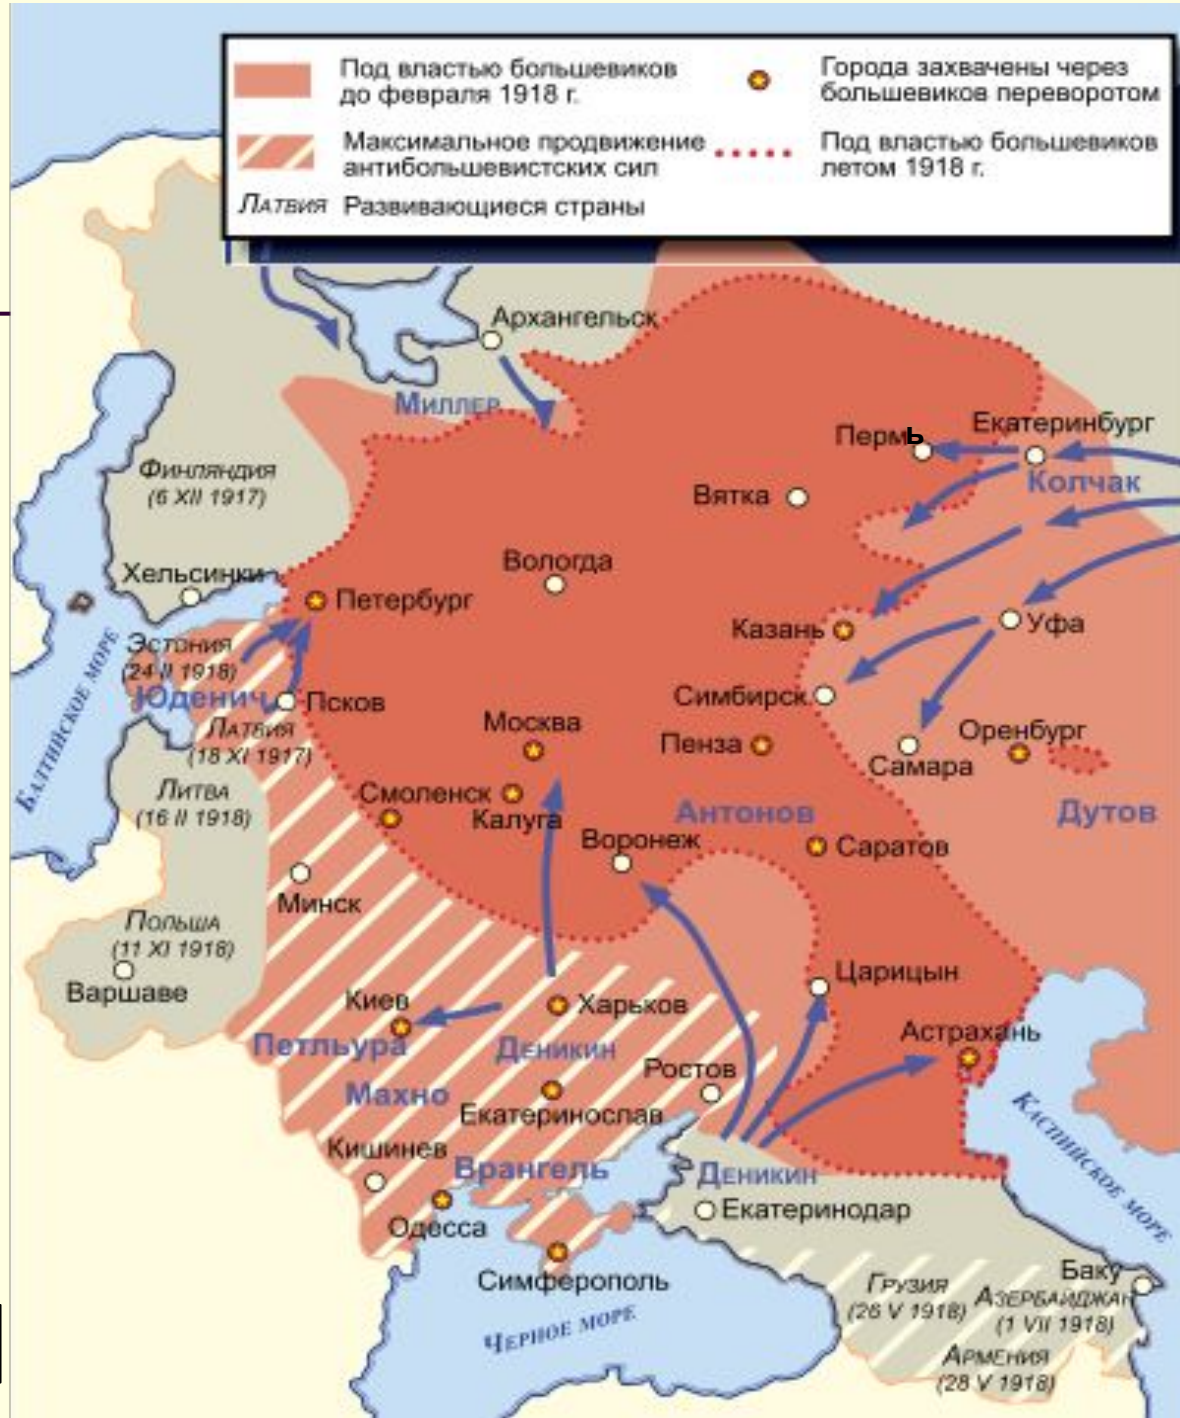 Под властью большевиков
до февраля 1918 г.
Города захвачены через
большевиков переворотом
Максимальное продвижение
антибольшевистских сил
Под властью большевиков
летом 1918 г.
Латвия Развивающиеся страны
Архангельск
Миллер
Пермь
Екатеринбург
Колчак
Финляндия
(6 XII 1917)
Вятка
Вологда
Хельсинки
Петербург
Казань
Уфа
Эстония
(24 II 1918)
Юденич
Псков
Симбирск
Балтийское море
Латвия
(18 XI 1917)
Москва
Пенза
Оренбург
Самара
Литва
(16 II 1918)
Смоленск
Калуга
Антонов
Дутов
Воронеж
Саратов
Минск
Польша
(11 XI 1918)
Варшаве
Царицын
Киев
Харьков
Астрахань
Петльура
Деникин
Ростов
Махно
Екатеринослав
Каспийское море
Кишинев
Врангель
Деникин
Екатеринодар
Одесса
Симферополь
Баку
Грузия
(26 V 1918)
Азербайджан
(1 VII 1918)
Черное море
Армения
(28 V 1918)